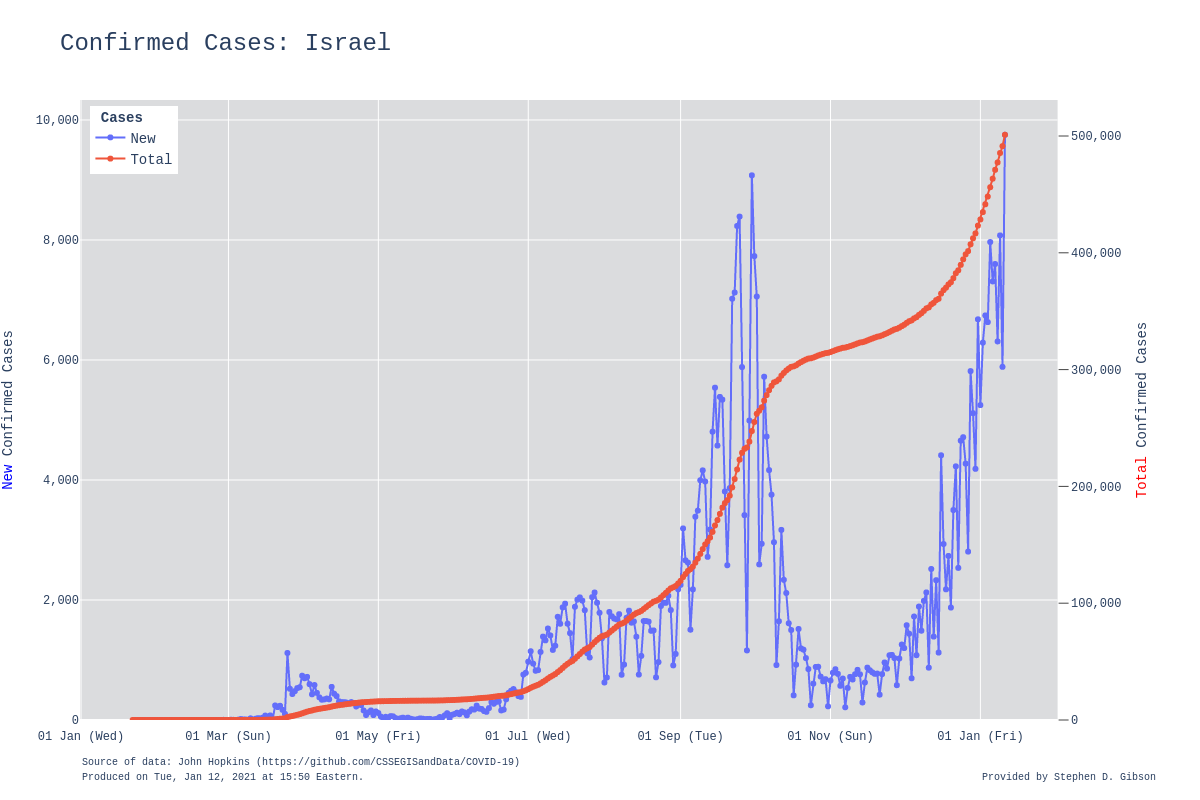 Confirmed Cases: Israel
Cases
New
Total
10,000
8,000
6,000
4,000
2,000
0
500,000
400,000
300,000
200,000
100,000
0
New Confirmed Cases
Total Confirmed Cases
01 Jan (Wed) 01 Mar (Sun) 01 May (Fri) 01 Jul (Wed) 01 Sep (Tue) 01 Nov (Sun) 01 Jan (Fri)
Source of data: John Hopkins (https://github.com/CSSEGISandData/COVID-19)
Produced on Tue, Jan 12, 2021 at 15:50 Eastern.
Provided by Stephen D. Gibson